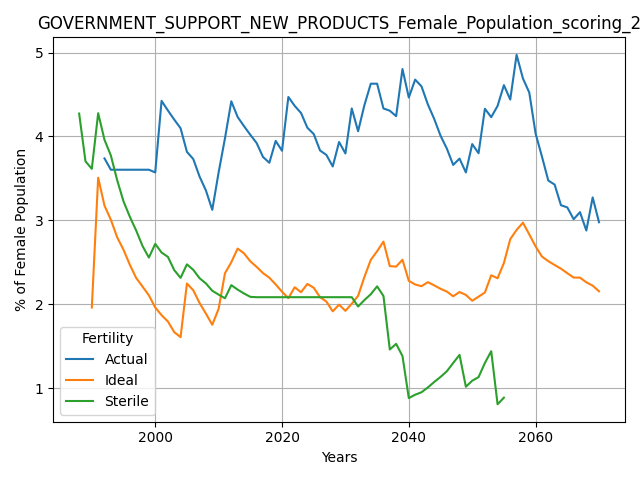 GOVERNMENT_SUPPORT_NEW_PRODUCTS_Female_Population_scoring_2
% of Female Population
5
4
3
2
1
Fertility
Actual
Ideal
Sterile
2000
2020
2040
2060
Years